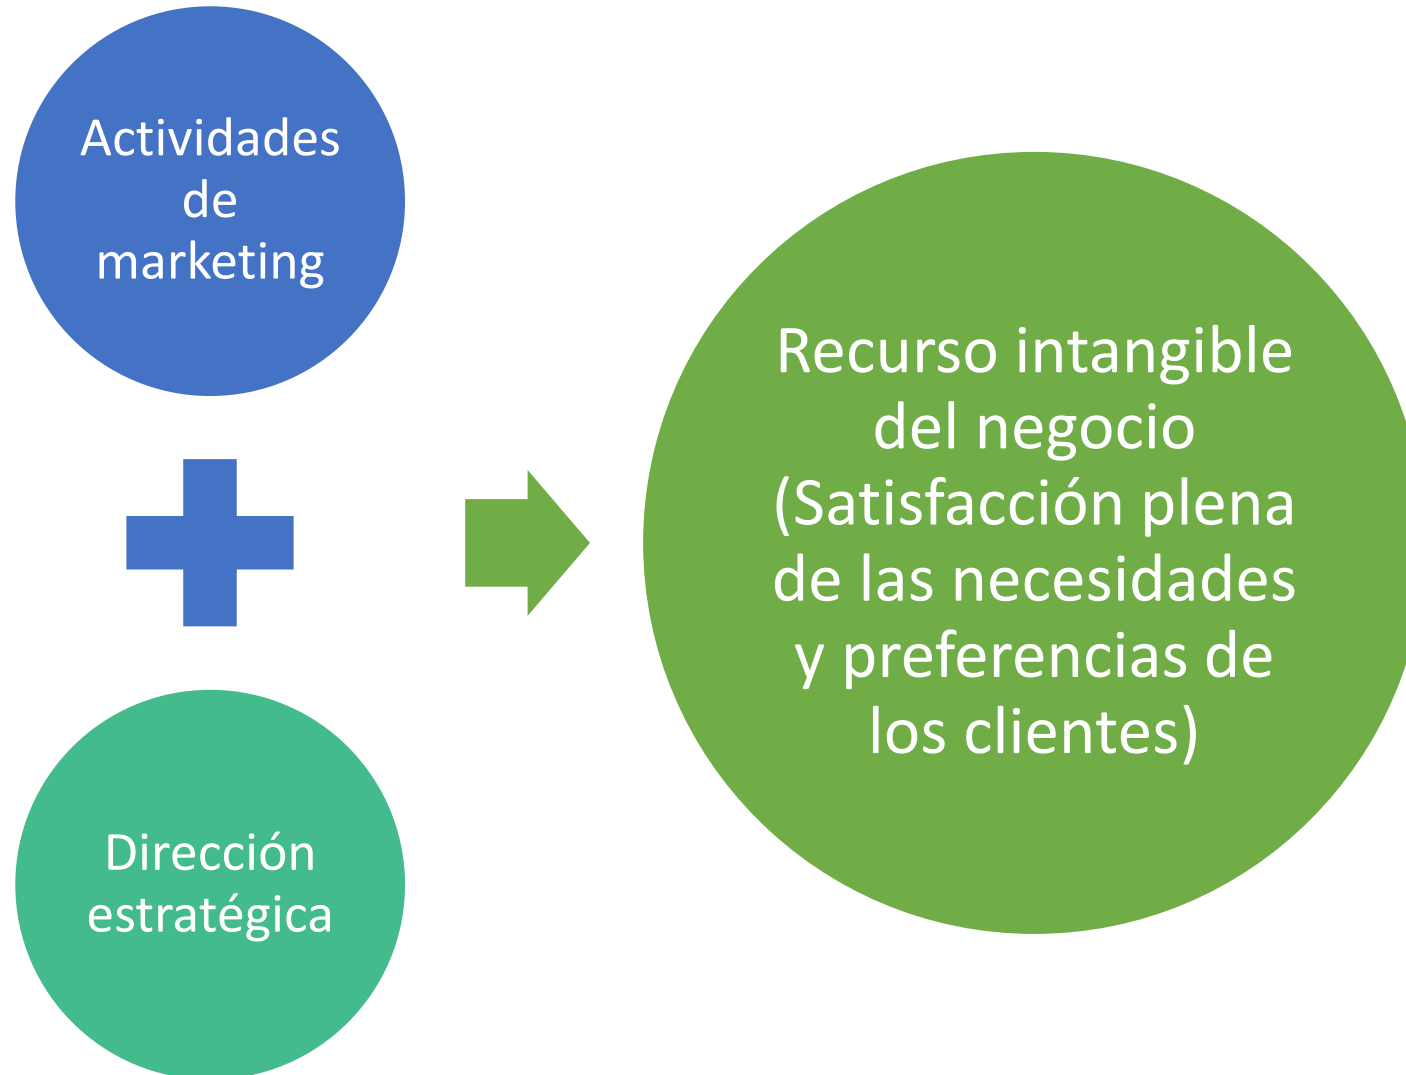 Actividades
de
marketing
Dirección
estratégica
Recurso intangible
del negocio
(Satisfacción plena
de las necesidades
y preferencias de
los clientes)